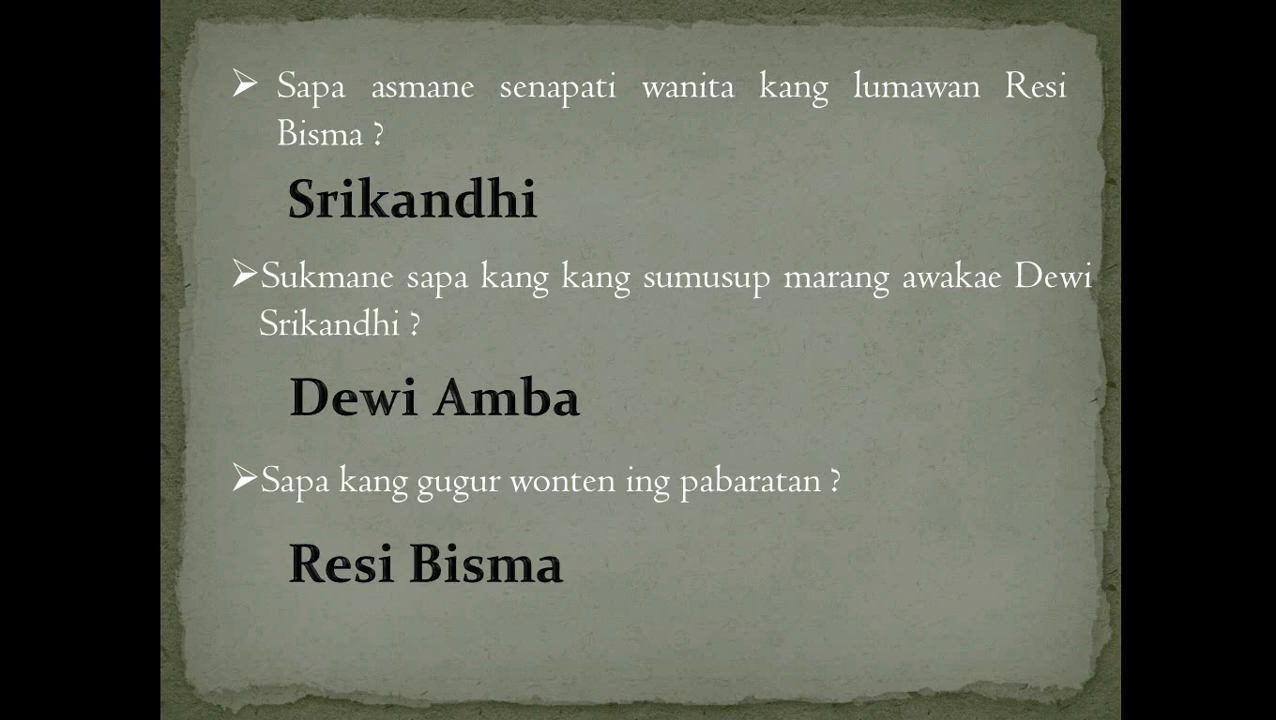 ➢ Sapa asmane senapati wanita kang lumawan Resi
Bisma ?
Srikandhi
➢Sukmane sapa kang kang sumusup marang awakae Dewi
Srikandhi ?
Dewi Amba
➢Sapa kang gugur wonten ing pabaratan ?
Resi Bisma